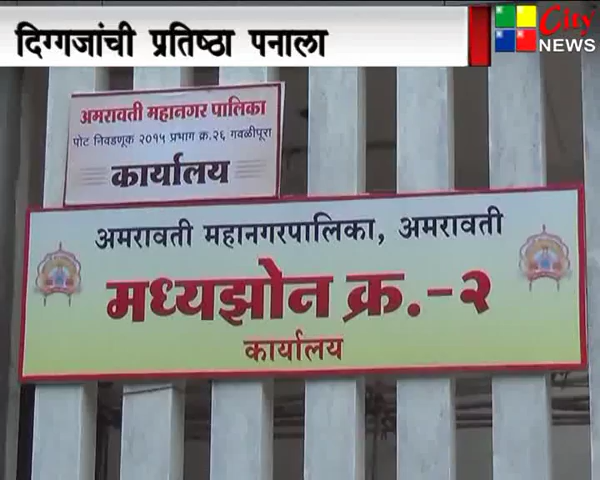 दिग्गजांची प्रतिष्ठा पनाला
City
NEWS
अमरावती महानगर पालिका
पोट निवडणूक २०१५ प्रभाग क्र.२६ गवळीपूरा
कार्यालय
अमरावती महानगरपालिका, अमरावती
मध्यझोन क्र.-२
कार्यालय